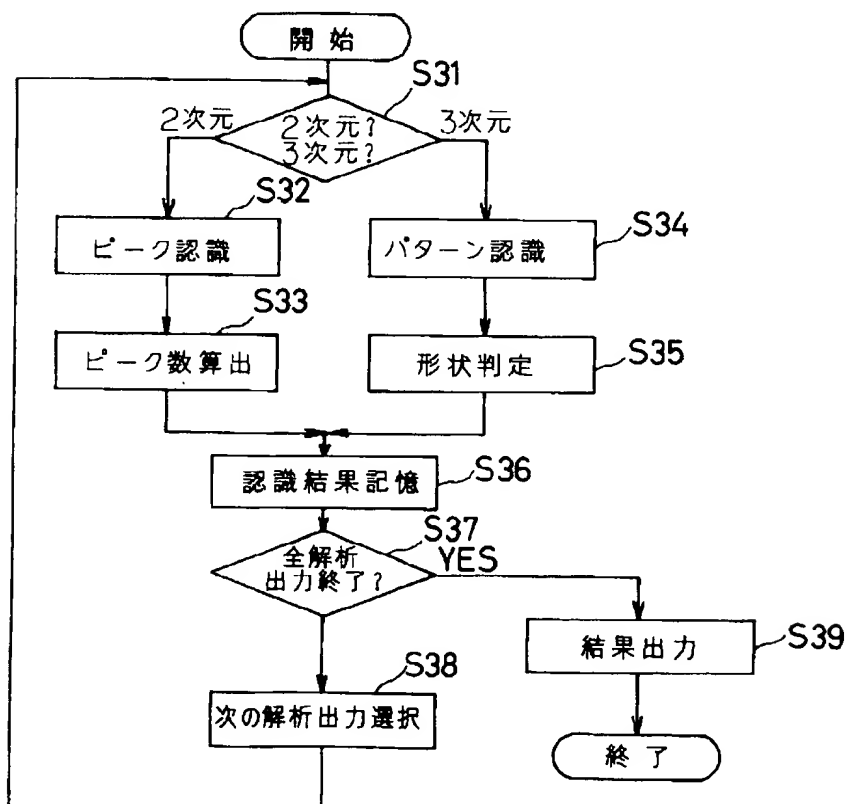 開始
S31
2次元
2次元?
3次元?
3次元
S32
ピーク認識
S34
パターン認識
S33
ピーク数算出
S35
形状判定
S36
認識結果記憶
S37
全解析
出力終了?
YES
S39
結果出力
S38
次の解析出力選択
終了